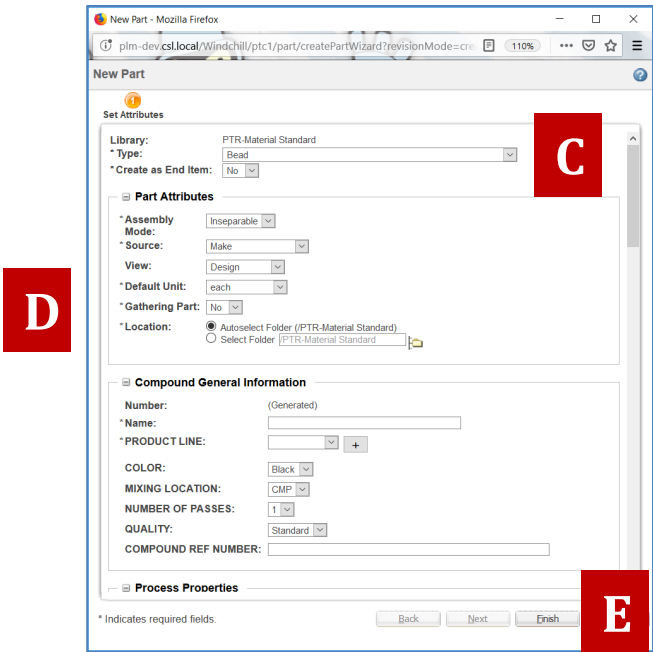 New Part - Mozilla Firefox
plm-dev.csl.local/Windchill/ptc1/part/createPartWizard?revisionMode=cre 110%
New Part
1
Set Attributes
C
Library: PTR-Material Standard
* Type: Bead
* Create as End Item: No
Part Attributes
* Assembly Mode: Inseparable
* Source: Make
View: Design
* Default Unit: each
* Gathering Part: No
D
* Location: Autoselect Folder (/PTR-Material Standard)
Select Folder /PTR-Material Standard
Compound General Information
Number: (Generated)
* Name:
* PRODUCT LINE: +
COLOR: Black
MIXING LOCATION: CMP
NUMBER OF PASSES: 1
QUALITY: Standard
COMPOUND REF NUMBER:
Process Properties
* Indicates required fields.
Back Next Finish
E